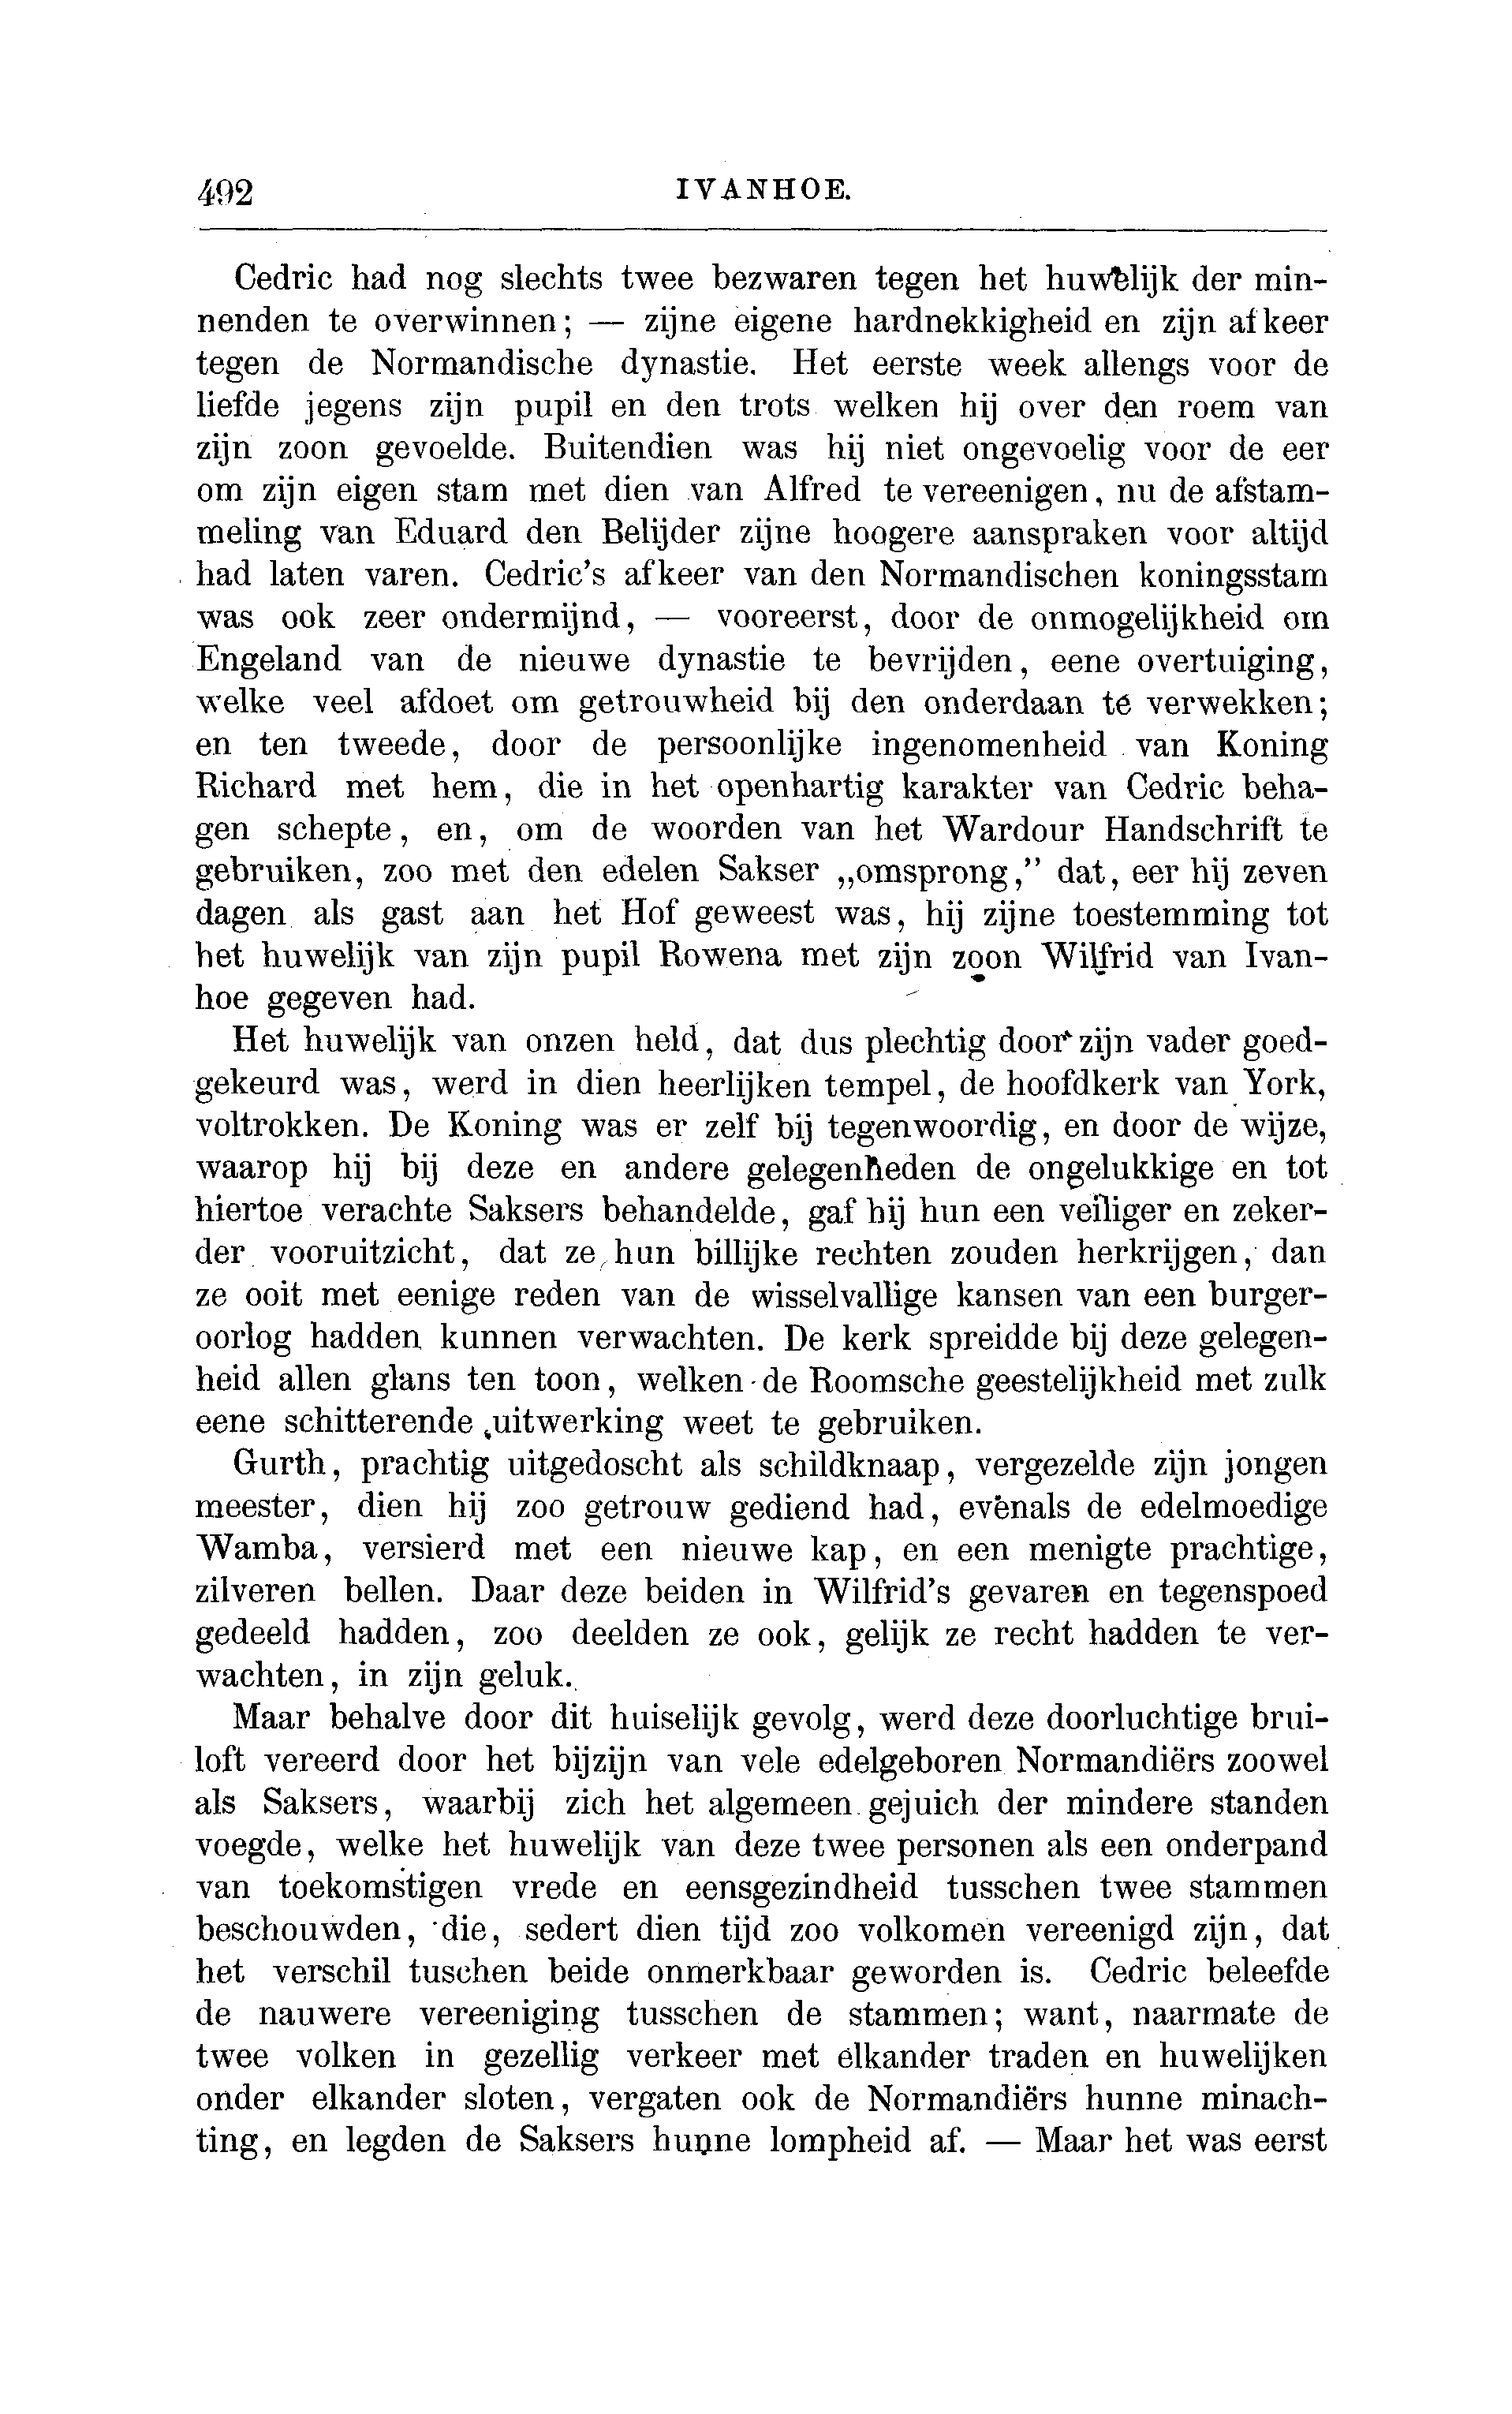 492 IVANHOE.
Cedric had nog slechts twee bezwaren tegen het huwelijk der min-
nenden te overwinnen; — zijne eigene hardnekkigheid en zijn afkeer
tegen de Normandische dynastie. Het eerste week allengs voor de
liefde jegens zijn pupil en den trots welken hij over den roem van
zijn zoon gevoelde. Buitendien was hij niet ongevoelig voor de eer
om zijn eigen stam met dien van Alfred te vereenigen, nu de afstam-
meling van Eduard den Belijder zijne hoogere aanspraken voor altijd
had laten varen. Cedric's afkeer van den Normandischen koningsstam
was ook zeer ondermijnd, — vooreerst, door de onmogelijkheid om
Engeland van de nieuwe dynastie te bevrijden, eene overtuiging,
welke veel afdoet om getrouwheid bij den onderdaan te verwekken;
en ten tweede, door de persoonlijke ingenomenheid van Koning
Richard met hem, die in het openhartig karakter van Cedric beha-
gen schepte, en, om de woorden van het Wardour Handschrift te
gebruiken, zoo met den edelen Sakser „omsprong,” dat, eer hij zeven
dagen als gast aan het Hof geweest was, hij zijne toestemming tot
het huwelijk van zijn pupil Rowena met zijn zoon Wilfrid van Ivan-
hoe gegeven had.
Het huwelijk van onzen held, dat dus plechtig door zijn vader goed-
gekeurd was, werd in dien heerlijken tempel, de hoofdkerk van York,
voltrokken. De Koning was er zelf bij tegenwoordig, en door de wijze,
waarop hij bij deze en andere gelegenheden de ongelukkige en tot
hiertoe verachte Saksers behandelde, gaf hij hun een veiliger en zeker-
der vooruitzicht, dat ze hun billijke rechten zouden herkrijgen, dan
ze ooit met eenige reden van de wisselvallige kansen van een burger-
oorlog hadden kunnen verwachten. De kerk spreidde bij deze gelegen-
heid allen glans ten toon, welken de Roomsche geestelijkheid met zulk
eene schitterende uitwerking weet te gebruiken.
Gurth, prachtig uitgedoscht als schildknaap, vergezelde zijn jongen
meester, dien hij zoo getrouw gediend had, evenals de edelmoedige
Wamba, versierd met een nieuwe kap, en een menigte prachtige,
zilveren bellen. Daar deze beiden in Wilfrid's gevaren en tegenspoed
gedeeld hadden, zoo deelden ze ook, gelijk ze recht hadden te ver-
wachten, in zijn geluk.
Maar behalve door dit huiselijk gevolg, werd deze doorluchtige brui-
loft vereerd door het bijzijn van vele edelgeboren Normandiërs zoowel
als Saksers, waarbij zich het algemeen gejuich der mindere standen
voegde, welke het huwelijk van deze twee personen als een onderpand
van toekomstigen vrede en eensgezindheid tusschen twee stammen
beschouwden, die, sedert dien tijd zoo volkomen vereenigd zijn, dat
het verschil tuschen beide onmerkbaar geworden is. Cedric beleefde
de nauwere vereeniging tusschen de stammen; want, naarmate de
twee volken in gezellig verkeer met elkander traden en huwelijken
onder elkander sloten, vergaten ook de Normandiërs hunne minach-
ting, en legden de Saksers hunne lompheid af. — Maar het was eerst